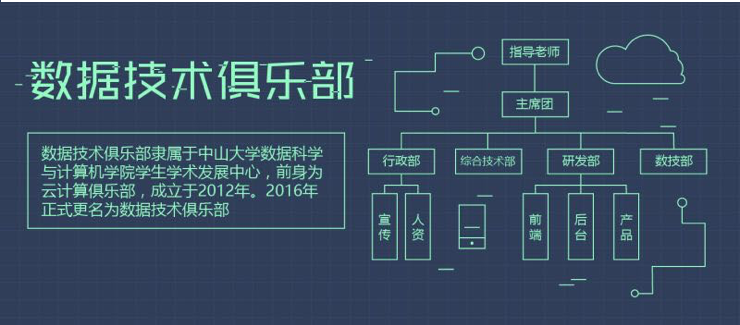 数据技术俱乐部
数据技术俱乐部隶属于中山大学数据科学
与计算机学院学生学术发展中心，前身为
云计算俱乐部，成立于2012年。2016年
正式更名为数据技术俱乐部
指导老师
主席团
行政部
综合技术部
研发部
数技部
宣传
人资
前端
后台
产品